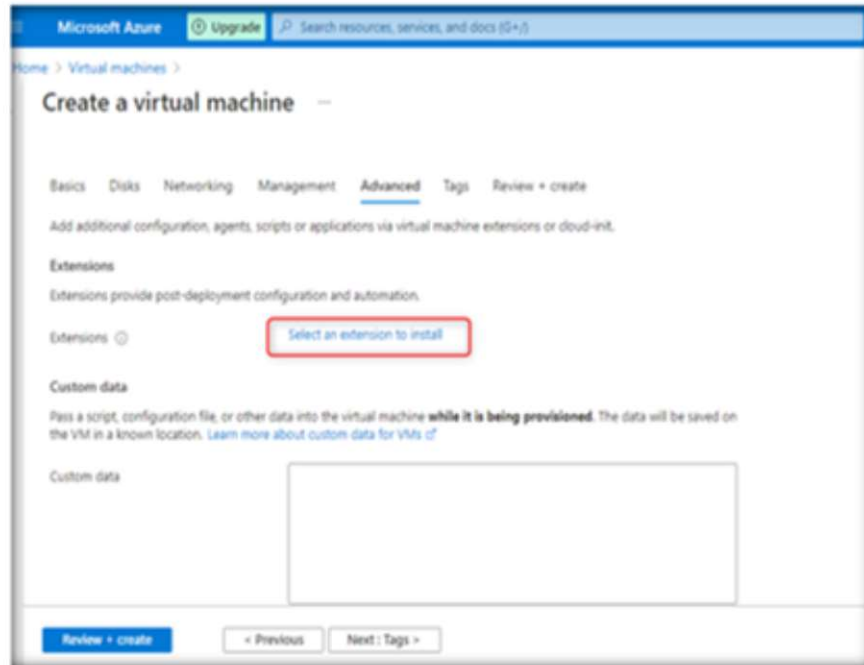 Microsoft Azure Upgrade Search resources, services, and docs (G+/)
Home > Virtual machines >
Create a virtual machine ...
Basics Disks Networking Management Advanced Tags Review + create
Add additional configuration, agents, scripts or applications via virtual machine extensions or cloud-init.
Extensions
Extensions provide post-deployment configuration and automation.
Extensions Select an extension to install
Custom data
Pass a script, configuration file, or other data into the virtual machine while it is being provisioned. The data will be saved on
the VM in a known location. Learn more about custom data for VMs
Custom data
Review + create < Previous Next : Tags >